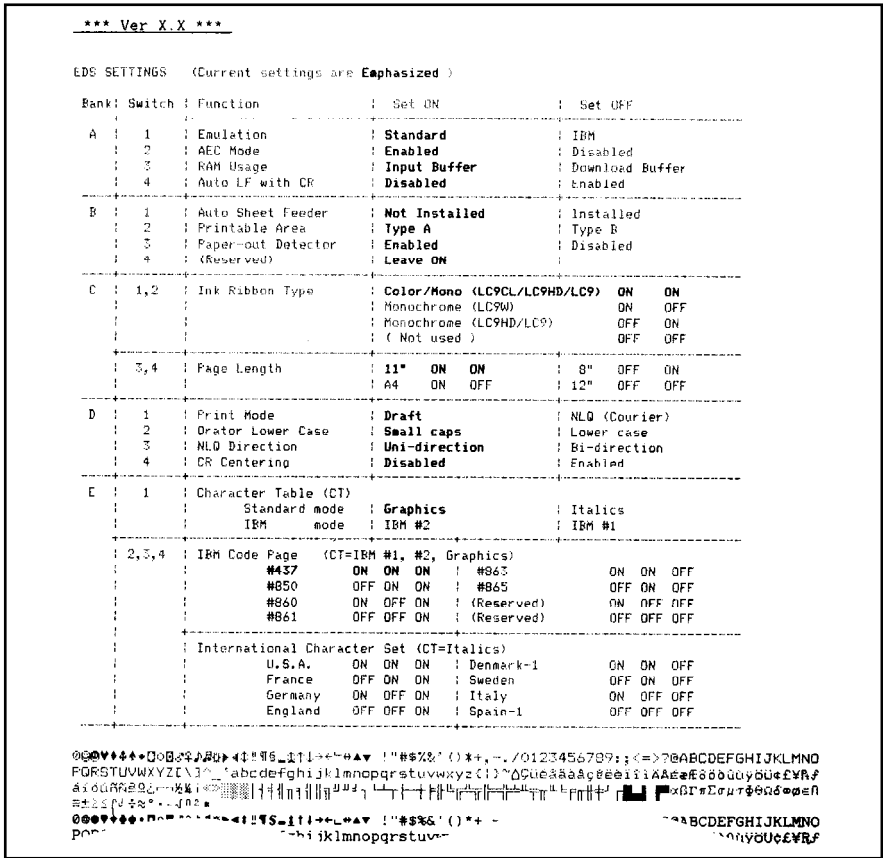 *** Ver X.X ***
EDS SETTINGS (Current settings are Emphasized )
Bank| Switch | Function | Set ON | Set OFF
A | 1 | Emulation | Standard | IBM
| 2 | AEC Mode | Enabled | Disabled
| 3 | RAM Usage | Input Buffer | Download Buffer
| 4 | Auto LF with CR | Disabled | Enabled
B | 1 | Auto Sheet Feeder | Not Installed | Installed
| 2 | Printable Area | Type A | Type B
| 3 | Paper-out Detector | Enabled | Disabled
| 4 | (Reserved) | Leave ON |
C | 1,2 | Ink Ribbon Type | Color/Mono (LC9CL/LC9HD/LC9) ON ON
| | | Monochrome (LC9W) ON OFF
| | | Monochrome (LC9HD/LC9) OFF ON
| | | ( Not used ) OFF OFF
| 3,4 | Page Length | 11" ON ON | 8" OFF ON
| | | A4 ON OFF | 12" OFF OFF
D | 1 | Print Mode | Draft | NLQ (Courier)
| 2 | Orator Lower Case | Small caps | Lower case
| 3 | NLQ Direction | Uni-direction | Bi-direction
| 4 | CR Centering | Disabled | Enabled
E | 1 | Character Table (CT)
| | Standard mode | Graphics | Italics
| | IBM mode | IBM #2 | IBM #1
| 2,3,4 | IBM Code Page (CT=IBM #1, #2, Graphics)
| | #437 ON ON ON | #863 ON ON OFF
| | #850 OFF ON ON | #865 OFF ON OFF
| | #860 ON OFF ON | (Reserved) ON OFF OFF
| | #861 OFF OFF ON | (Reserved) OFF OFF OFF
| | International Character Set (CT=Italics)
| | U.S.A. ON ON ON | Denmark-1 ON ON OFF
| | France OFF ON ON | Sweden OFF ON OFF
| | Germany ON OFF ON | Italy ON OFF OFF
| | England OFF OFF ON | Spain-1 OFF OFF OFF
!"#$%&'()*+,-./0123456789:;<=>?@ABCDEFGHIJKLMNO
PQRSTUVWXYZ[\]^_`abcdefghijklmnopqrstuvwxyz{|}~
!"#$%&'()*+ ABCDEFGHIJKLMNO
hijklmnopqrstuv